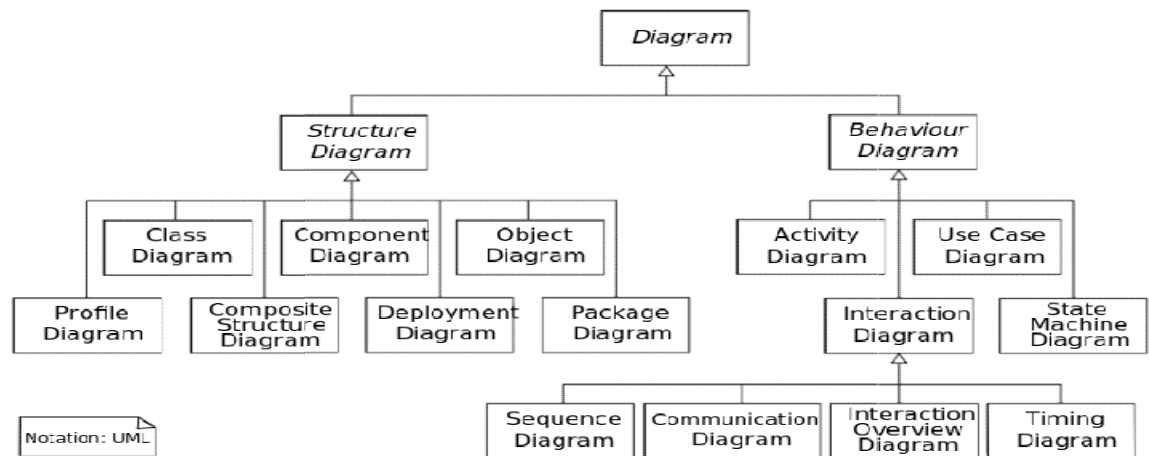 Diagram
Structure
Diagram
Behaviour
Diagram
Class
Diagram
Component
Diagram
Object
Diagram
Activity
Diagram
Use Case
Diagram
Profile
Diagram
Composite
Structure
Diagram
Deployment
Diagram
Package
Diagram
Interaction
Diagram
State
Machine
Diagram
Notation: UML
Sequence
Diagram
Communication
Diagram
Interaction
Overview
Diagram
Timing
Diagram